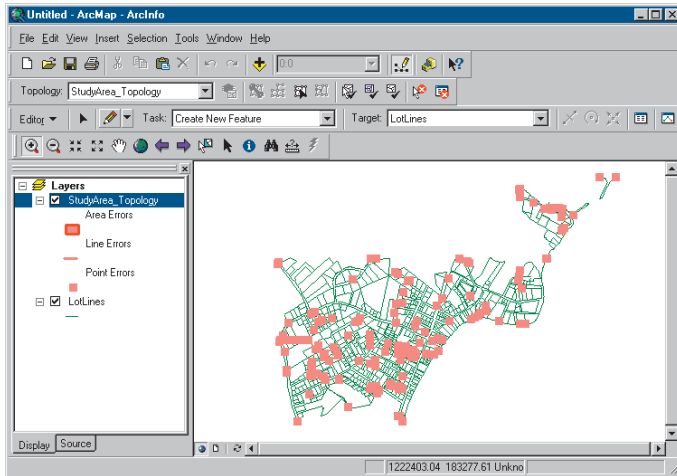 Untitled - ArcMap - ArcInfo
File Edit View Insert Selection Tools Window Help
0:0
Topology: StudyArea_Topology
Editor Task: Create New Feature Target: LotLines
Layers
StudyArea_Topology
Area Errors
Line Errors
Point Errors
LotLines
Display Source
1222403.04 183277.61 Unkno